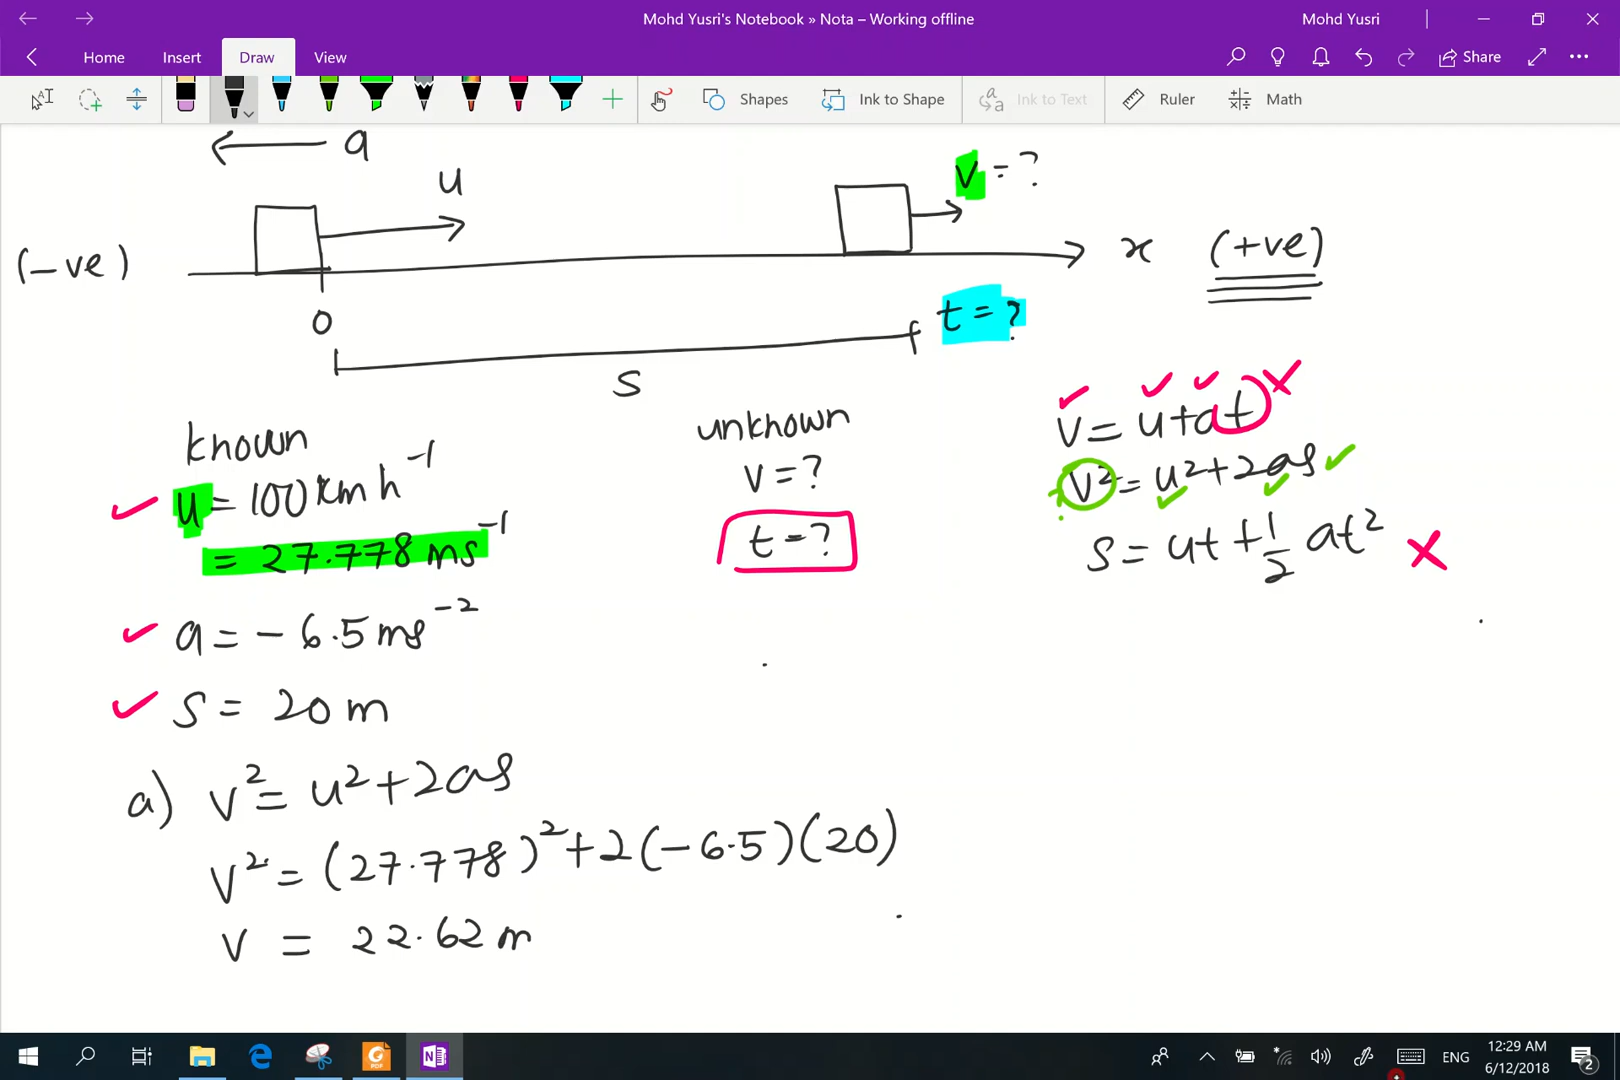 Mohd Yusri's Notebook » Nota – Working offline
Mohd Yusri
Home Insert Draw View
Share
Shapes
Ink to Shape
Ink to Text
Ruler
Math
a
u
v = ?
(-ve)
x (+ve)
0
t = ?
s
known
unknown
v = u + at
u = 100 km h⁻¹
v = ?
v² = u² + 2as
= 27.778 ms⁻¹
t = ?
s = ut + 1/2 at²
a = - 6.5 ms⁻²
s = 20 m
a) v² = u² + 2as
v² = (27.778)² + 2(-6.5)(20)
v = 22.62 m
ENG
12:29 AM
6/12/2018
2